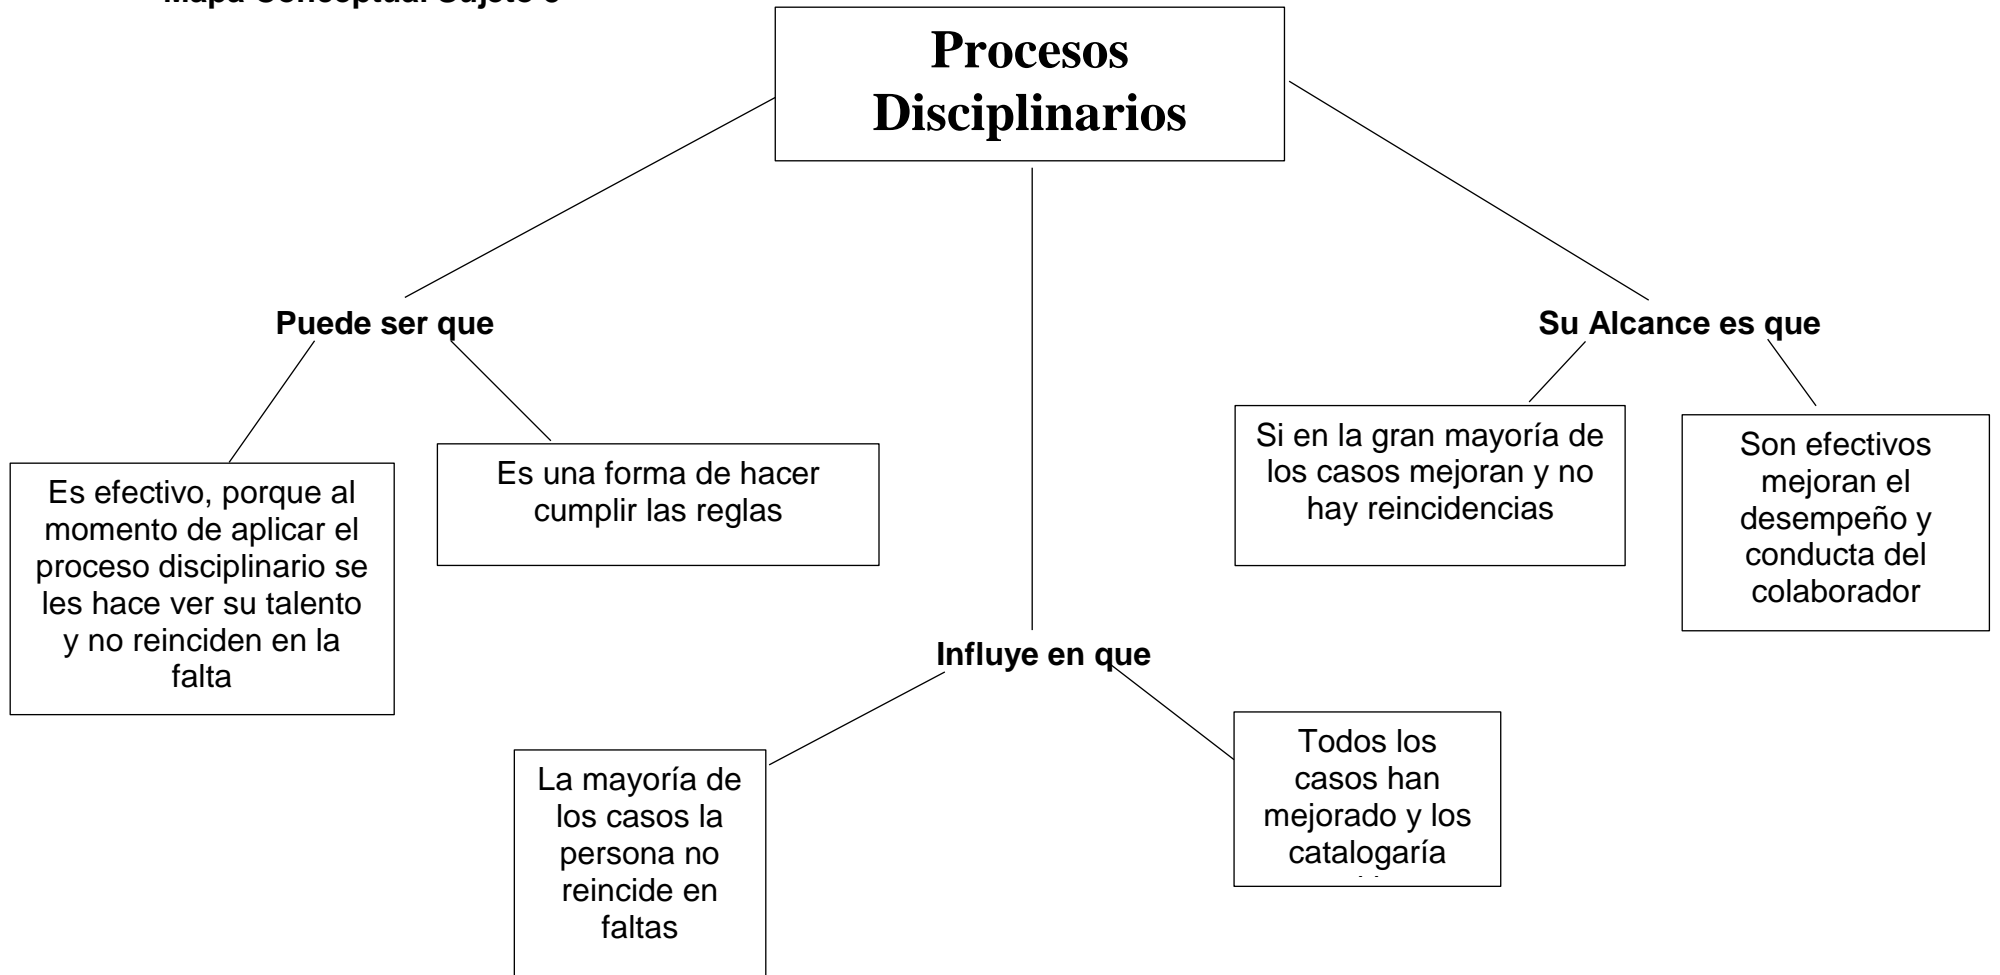 Mapa Conceptual Sujeto
Procesos
Disciplinarios
Puede ser que
Su Alcance es que
Es efectivo, porque al
momento de aplicar el
proceso disciplinario se
les hace ver su talento
y no reinciden en la
falta
Es una forma de hacer
cumplir las reglas
Si en la gran mayoría de
los casos mejoran y no
hay reincidencias
Son efectivos
mejoran el
desempeño y
conducta del
colaborador
Influye en que
La mayoría de
los casos la
persona no
reincide en
faltas
Todos los
casos han
mejorado y los
catalogaría